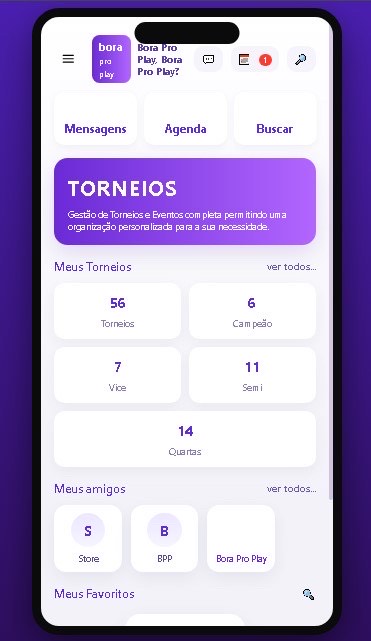 bora
pro
play
Bora Pro
Play, Bora
Pro Play?
1
Mensagens
Agenda
Buscar
TORNEIOS
Gestão de Torneios e Eventos completa permitindo uma
organização personalizada para a sua necesidade.
Meus Torneios
ver todos...
56
Torneios
6
Campeão
7
Vice
11
Semi
14
Quartas
Meus amigos
ver todos...
S
Store
B
BPP
Bora Pro Play
Meus Favoritos